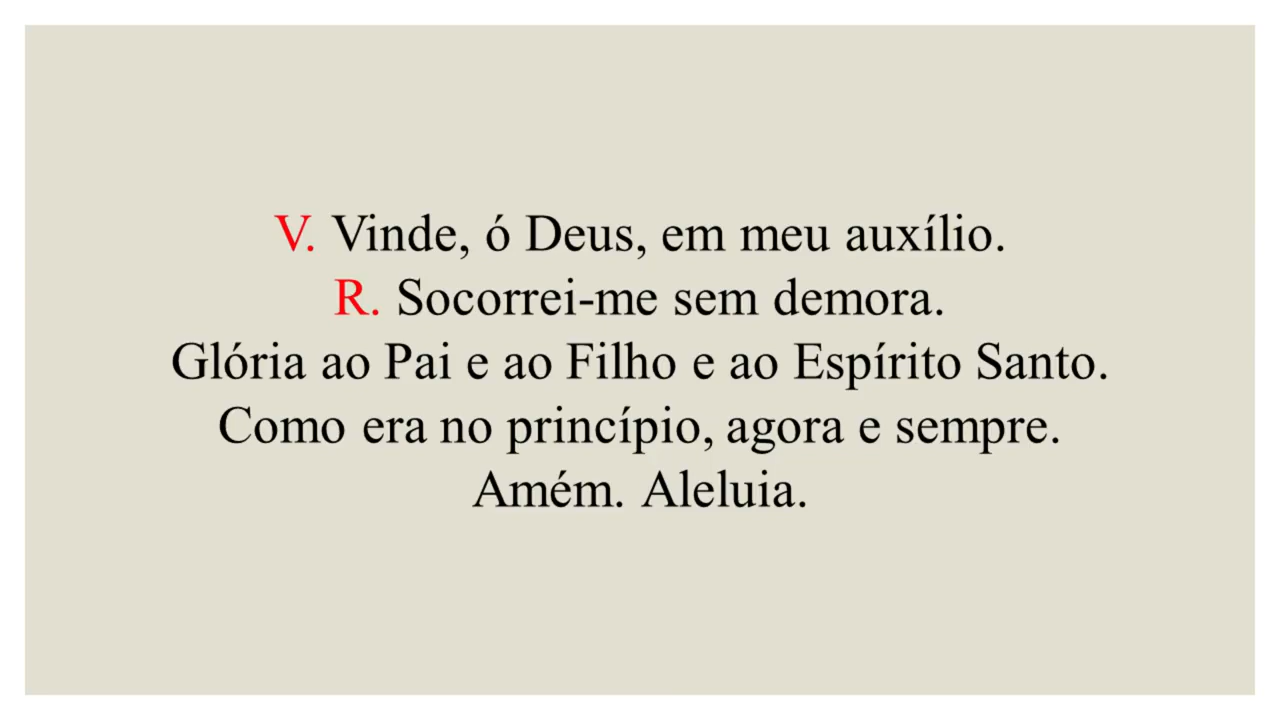 V. Vinde, ó Deus, em meu auxílio.
R. Socorrei-me sem demora.
Glória ao Pai e ao Filho e ao Espírito Santo.
Como era no princípio, agora e sempre.
Amém. Aleluia.